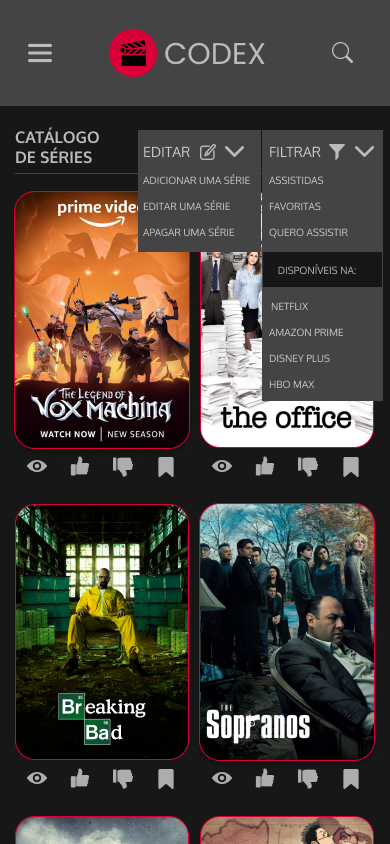 CODEX
CATÁLOGO
DE SÉRIES
EDITAR
ADICIONAR UMA SÉRIE
EDITAR UMA SÉRIE
APAGAR UMA SÉRIE
FILTRAR
ASSISTIDAS
FAVORITAS
QUERO ASSISTIR
DISPONÍVEIS NA:
NETFLIX
AMAZON PRIME
DISNEY PLUS
HBO MAX
prime video
THE LEGEND OF
VOX MACHINA
WATCH NOW | NEW SEASON
the office
Breaking
Bad
THE
Sopranos